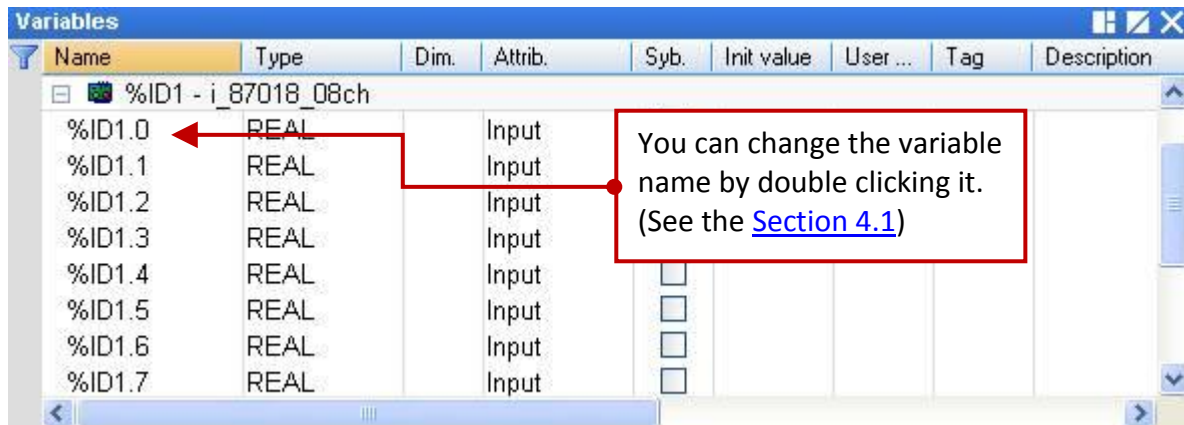 Variables
Name Type Dim. Attrib. Syb. Init value User ... Tag Description
%ID1 - i_87018_08ch
%ID1.0 REAL Input
%ID1.1 REAL Input
%ID1.2 REAL Input
%ID1.3 REAL Input
%ID1.4 REAL Input
%ID1.5 REAL Input
%ID1.6 REAL Input
%ID1.7 REAL Input
You can change the variable
name by double clicking it.
(See the Section 4.1)